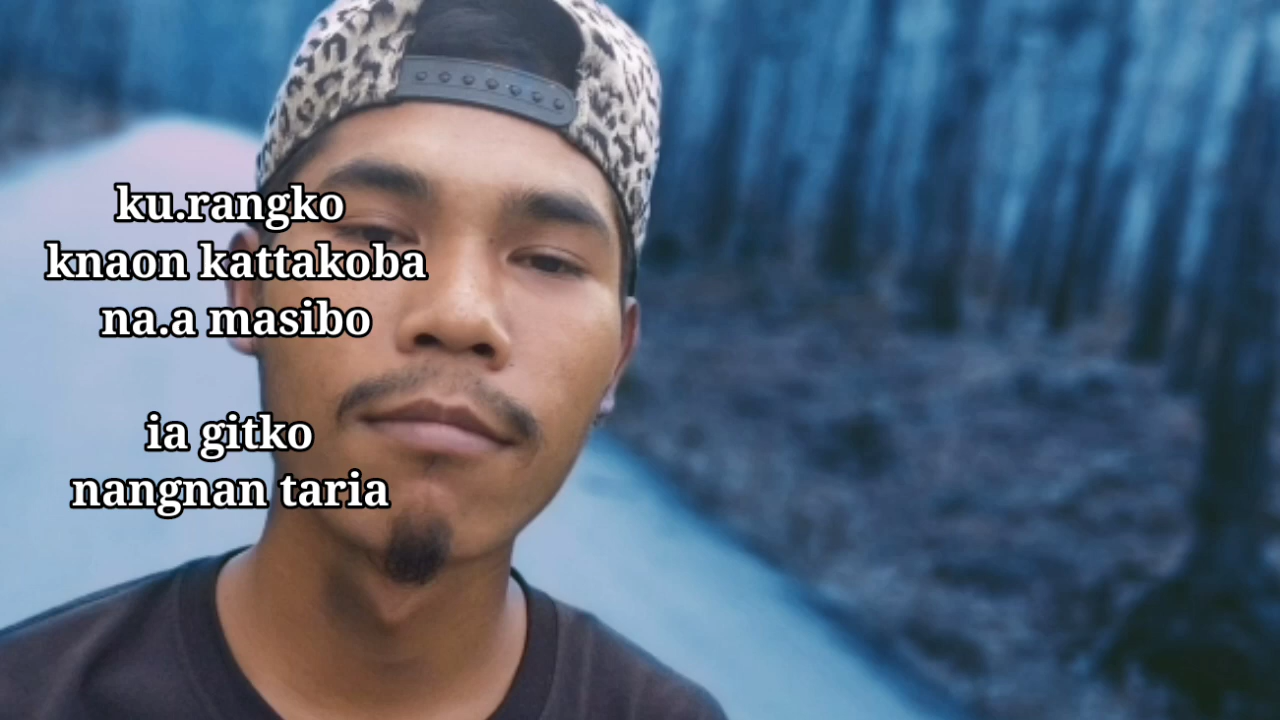 ku.rangko
knaon kattakoba
na.a masibo
ia gitko
nangnan taria